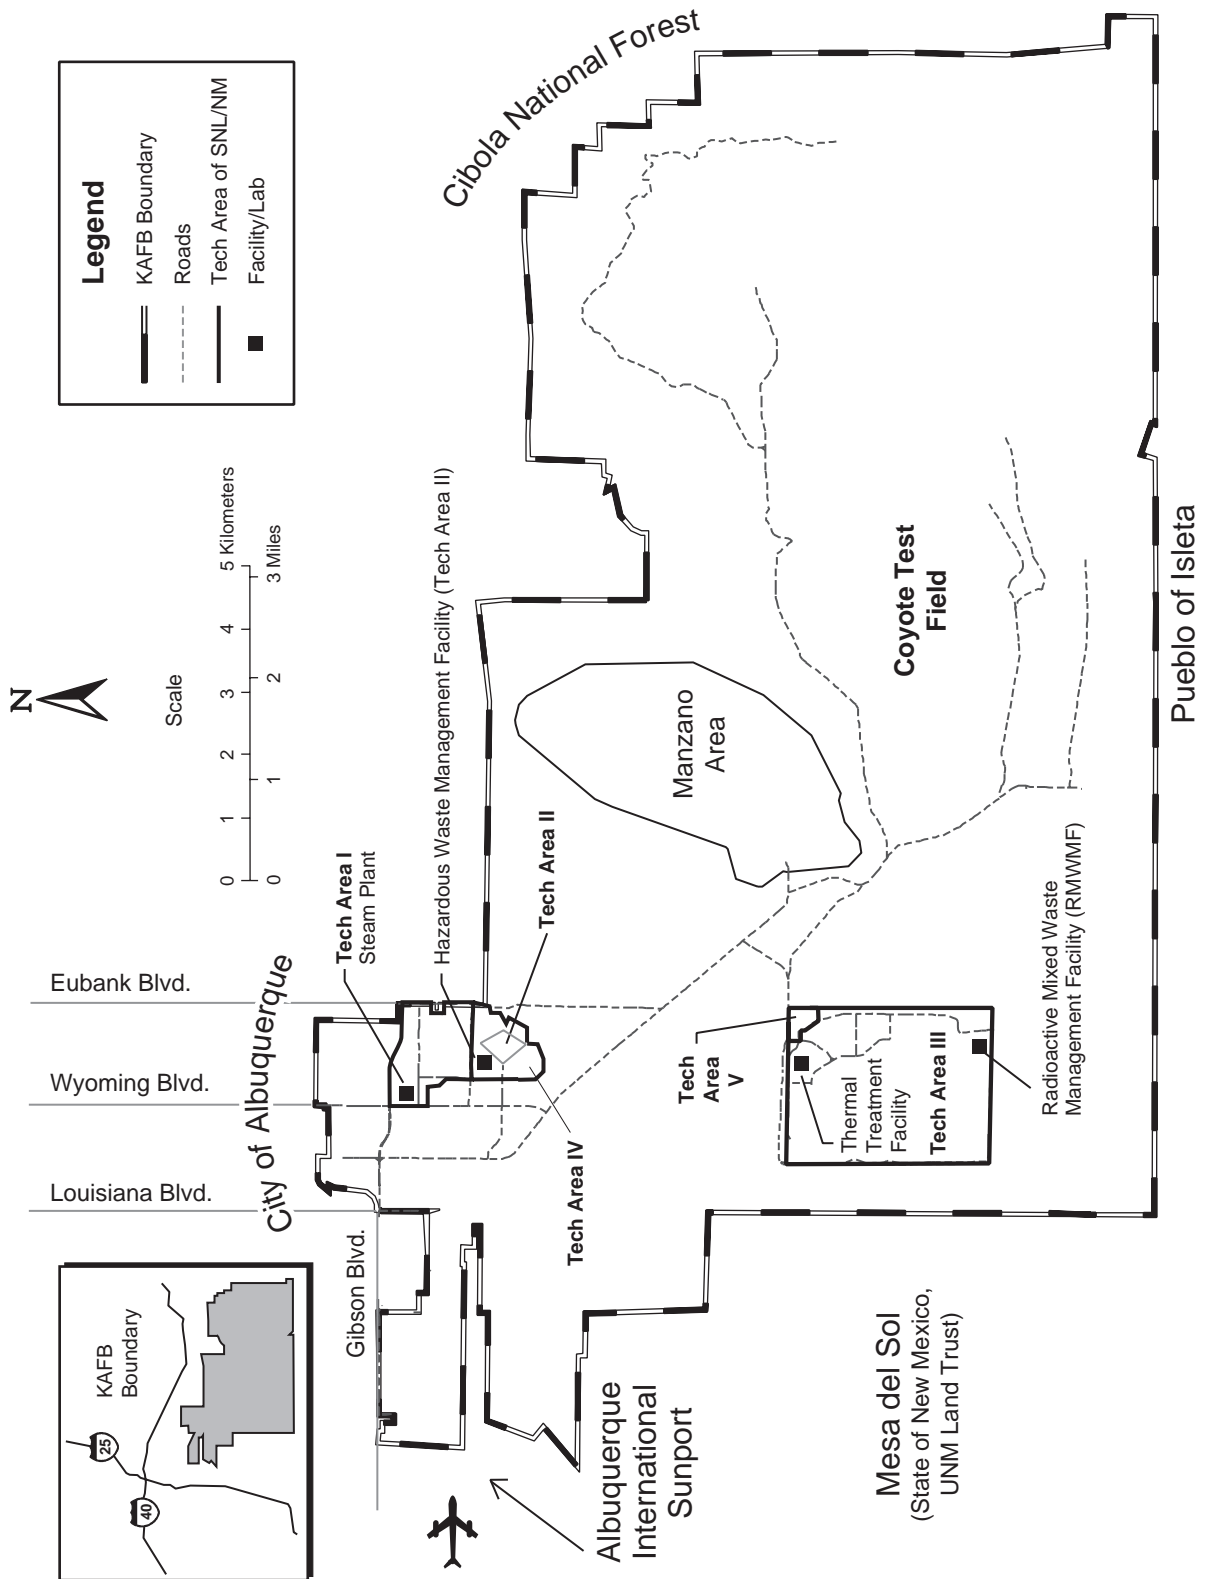 KAFB
Boundary
25
40
Legend
KAFB Boundary
Roads
Tech Area of SNL/NM
Facility/Lab
N
Scale
0 1 2 3 4 5 Kilometers
0 1 2 3 Miles
Louisiana Blvd.
Wyoming Blvd.
Eubank Blvd.
Gibson Blvd.
City of Albuquerque
Cibola National Forest
Tech Area I
Steam Plant
Hazardous Waste Management Facility (Tech Area II)
Tech Area II
Tech Area IV
Manzano
Area
Albuquerque
International
Sunport
Tech
Area
V
Thermal
Treatment
Facility
Tech Area III
Coyote Test
Field
Radioactive Mixed Waste
Management Facility (RMWMF)
Mesa del Sol
(State of New Mexico,
UNM Land Trust)
Pueblo of Isleta